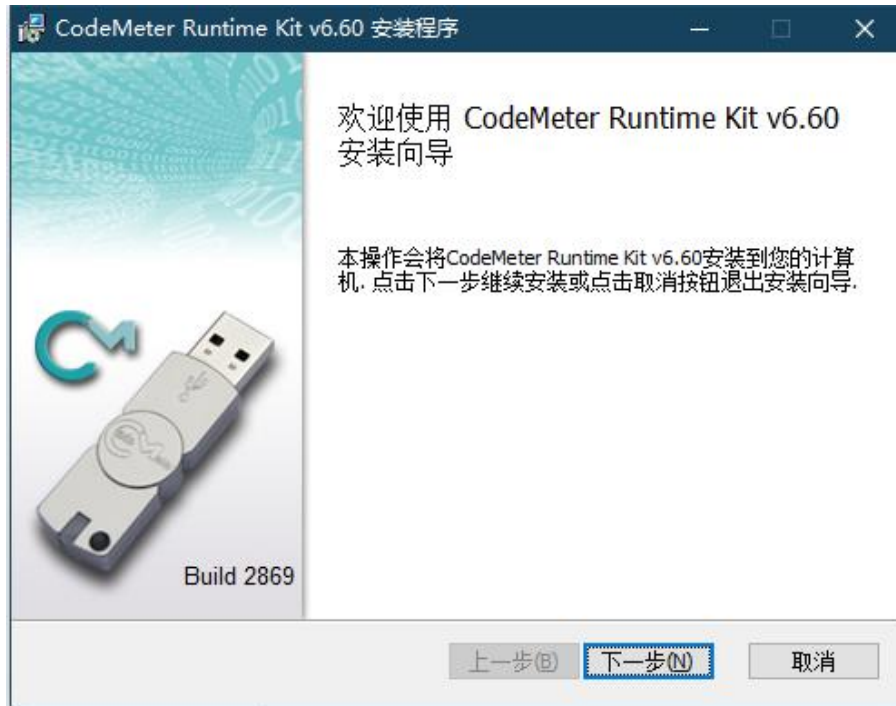 CodeMeter Runtime Kit v6.60 安装程序
欢迎使用 CodeMeter Runtime Kit v6.60
安装向导
本操作会将CodeMeter Runtime Kit v6.60安装到您的计算
机. 点击下一步继续安装或点击取消按钮退出安装向导.
Build 2869
上一步(B)
下一步(N)
取消